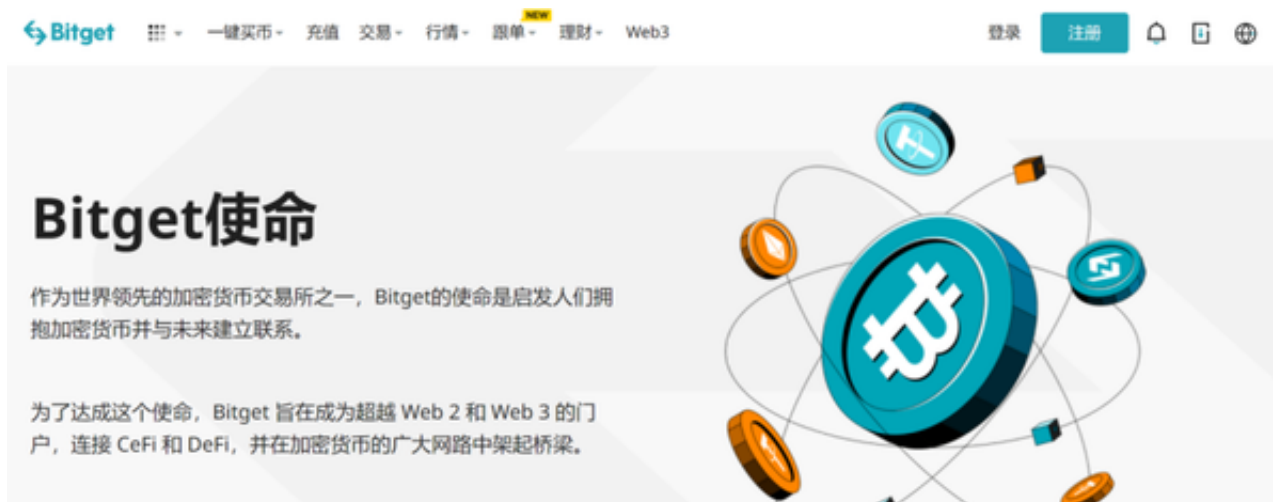 Bitget 一键买币 充值 交易 行情 跟单 NEW 理财 Web3 登录 注册
Bitget使命
作为世界领先的加密货币交易所之一，Bitget的使命是启发人们拥
抱加密货币并与未来建立联系。
为了达成这个使命，Bitget 旨在成为超越 Web 2 和 Web 3 的门
户，连接 CeFi 和 DeFi，并在加密货币的广大网路中架起桥梁。